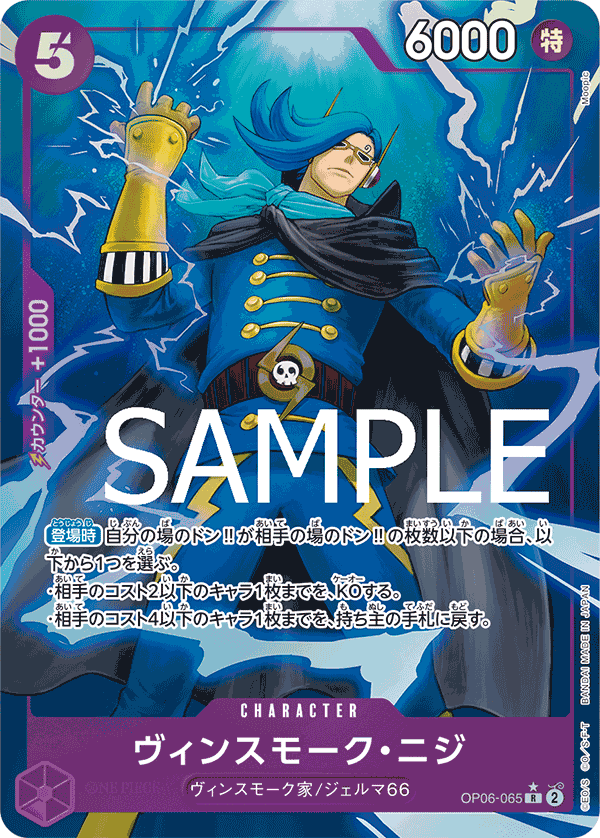 5
6000
特
Moopic
カウンター +1000
SAMPLE
登場時 自分の場のドン!!が相手の場のドン!!の枚数以下の場合、以
下から1つを選ぶ。
・相手のコスト2以下のキャラ1枚までを、KOする。
・相手のコスト4以下のキャラ1枚までを、持ち主の手札に戻す。
CHARACTER
ヴィンスモーク・ニジ
ヴィンスモーク家/ジェルマ66
OP06-065 R 2
©E.O/S ©O/S・F・T BANDAI MADE IN JAPAN